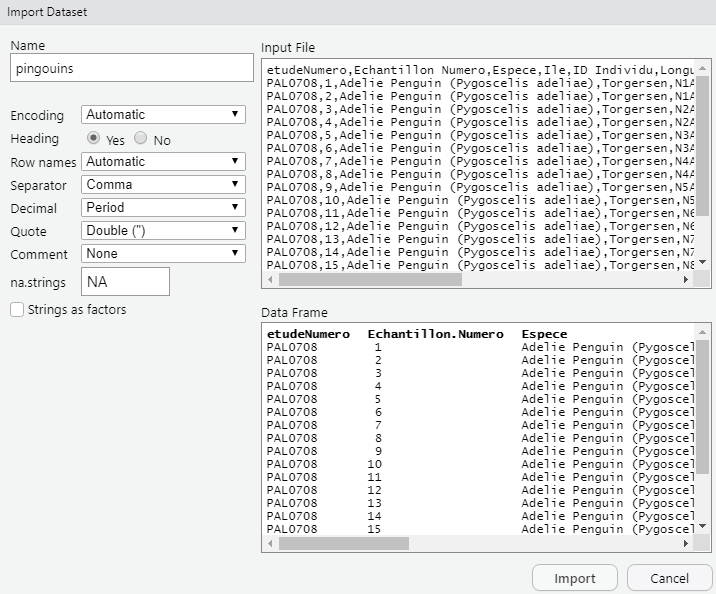 Import Dataset
Name
pingouins
Encoding Automatic
Heading Yes No
Row names Automatic
Separator Comma
Decimal Period
Quote Double (")
Comment None
na.strings NA
Strings as factors
Input File
etudeNumero,Echantillon Numero,Espece,Ile,ID Individu,Longu
PAL0708,1,Adelie Penguin (Pygoscelis adeliae),Torgersen,N1A
PAL0708,2,Adelie Penguin (Pygoscelis adeliae),Torgersen,N1A
PAL0708,3,Adelie Penguin (Pygoscelis adeliae),Torgersen,N2A
PAL0708,4,Adelie Penguin (Pygoscelis adeliae),Torgersen,N2A
PAL0708,5,Adelie Penguin (Pygoscelis adeliae),Torgersen,N3A
PAL0708,6,Adelie Penguin (Pygoscelis adeliae),Torgersen,N3A
PAL0708,7,Adelie Penguin (Pygoscelis adeliae),Torgersen,N4A
PAL0708,8,Adelie Penguin (Pygoscelis adeliae),Torgersen,N4A
PAL0708,9,Adelie Penguin (Pygoscelis adeliae),Torgersen,N5A
PAL0708,10,Adelie Penguin (Pygoscelis adeliae),Torgersen,N5
PAL0708,11,Adelie Penguin (Pygoscelis adeliae),Torgersen,N6
PAL0708,12,Adelie Penguin (Pygoscelis adeliae),Torgersen,N6
PAL0708,13,Adelie Penguin (Pygoscelis adeliae),Torgersen,N7
PAL0708,14,Adelie Penguin (Pygoscelis adeliae),Torgersen,N7
PAL0708,15,Adelie Penguin (Pygoscelis adeliae),Torgersen,N8
Data Frame
etudeNumero Echantillon.Numero Espece
PAL0708 1 Adelie Penguin (Pygoscel
PAL0708 2 Adelie Penguin (Pygoscel
PAL0708 3 Adelie Penguin (Pygoscel
PAL0708 4 Adelie Penguin (Pygoscel
PAL0708 5 Adelie Penguin (Pygoscel
PAL0708 6 Adelie Penguin (Pygoscel
PAL0708 7 Adelie Penguin (Pygoscel
PAL0708 8 Adelie Penguin (Pygoscel
PAL0708 9 Adelie Penguin (Pygoscel
PAL0708 10 Adelie Penguin (Pygoscel
PAL0708 11 Adelie Penguin (Pygoscel
PAL0708 12 Adelie Penguin (Pygoscel
PAL0708 13 Adelie Penguin (Pygoscel
PAL0708 14 Adelie Penguin (Pygoscel
PAL0708 15 Adelie Penguin (Pygoscel
Import Cancel